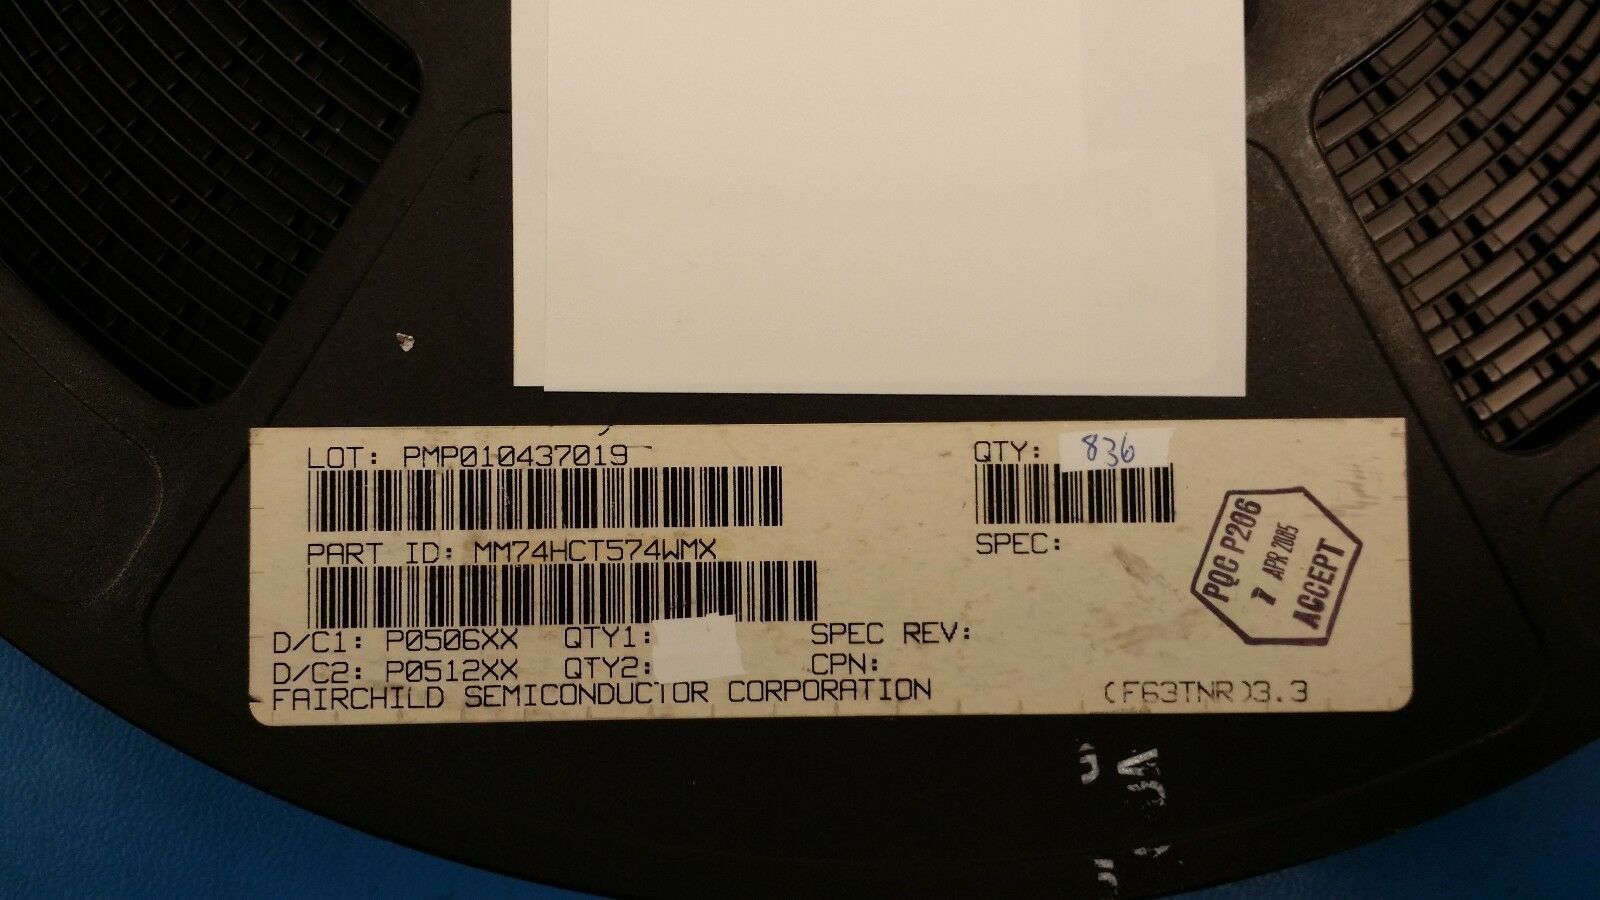 LOT: PMP010437019
QTY: 836
PART ID: MM74HCT574WMX
SPEC:
PQC P206
7 APR 2005
ACCEPT
D/C1: P0506XX QTY1: SPEC REV:
D/C2: P0512XX QTY2: CPN:
FAIRCHILD SEMICONDUCTOR CORPORATION (F63TNR)3.3